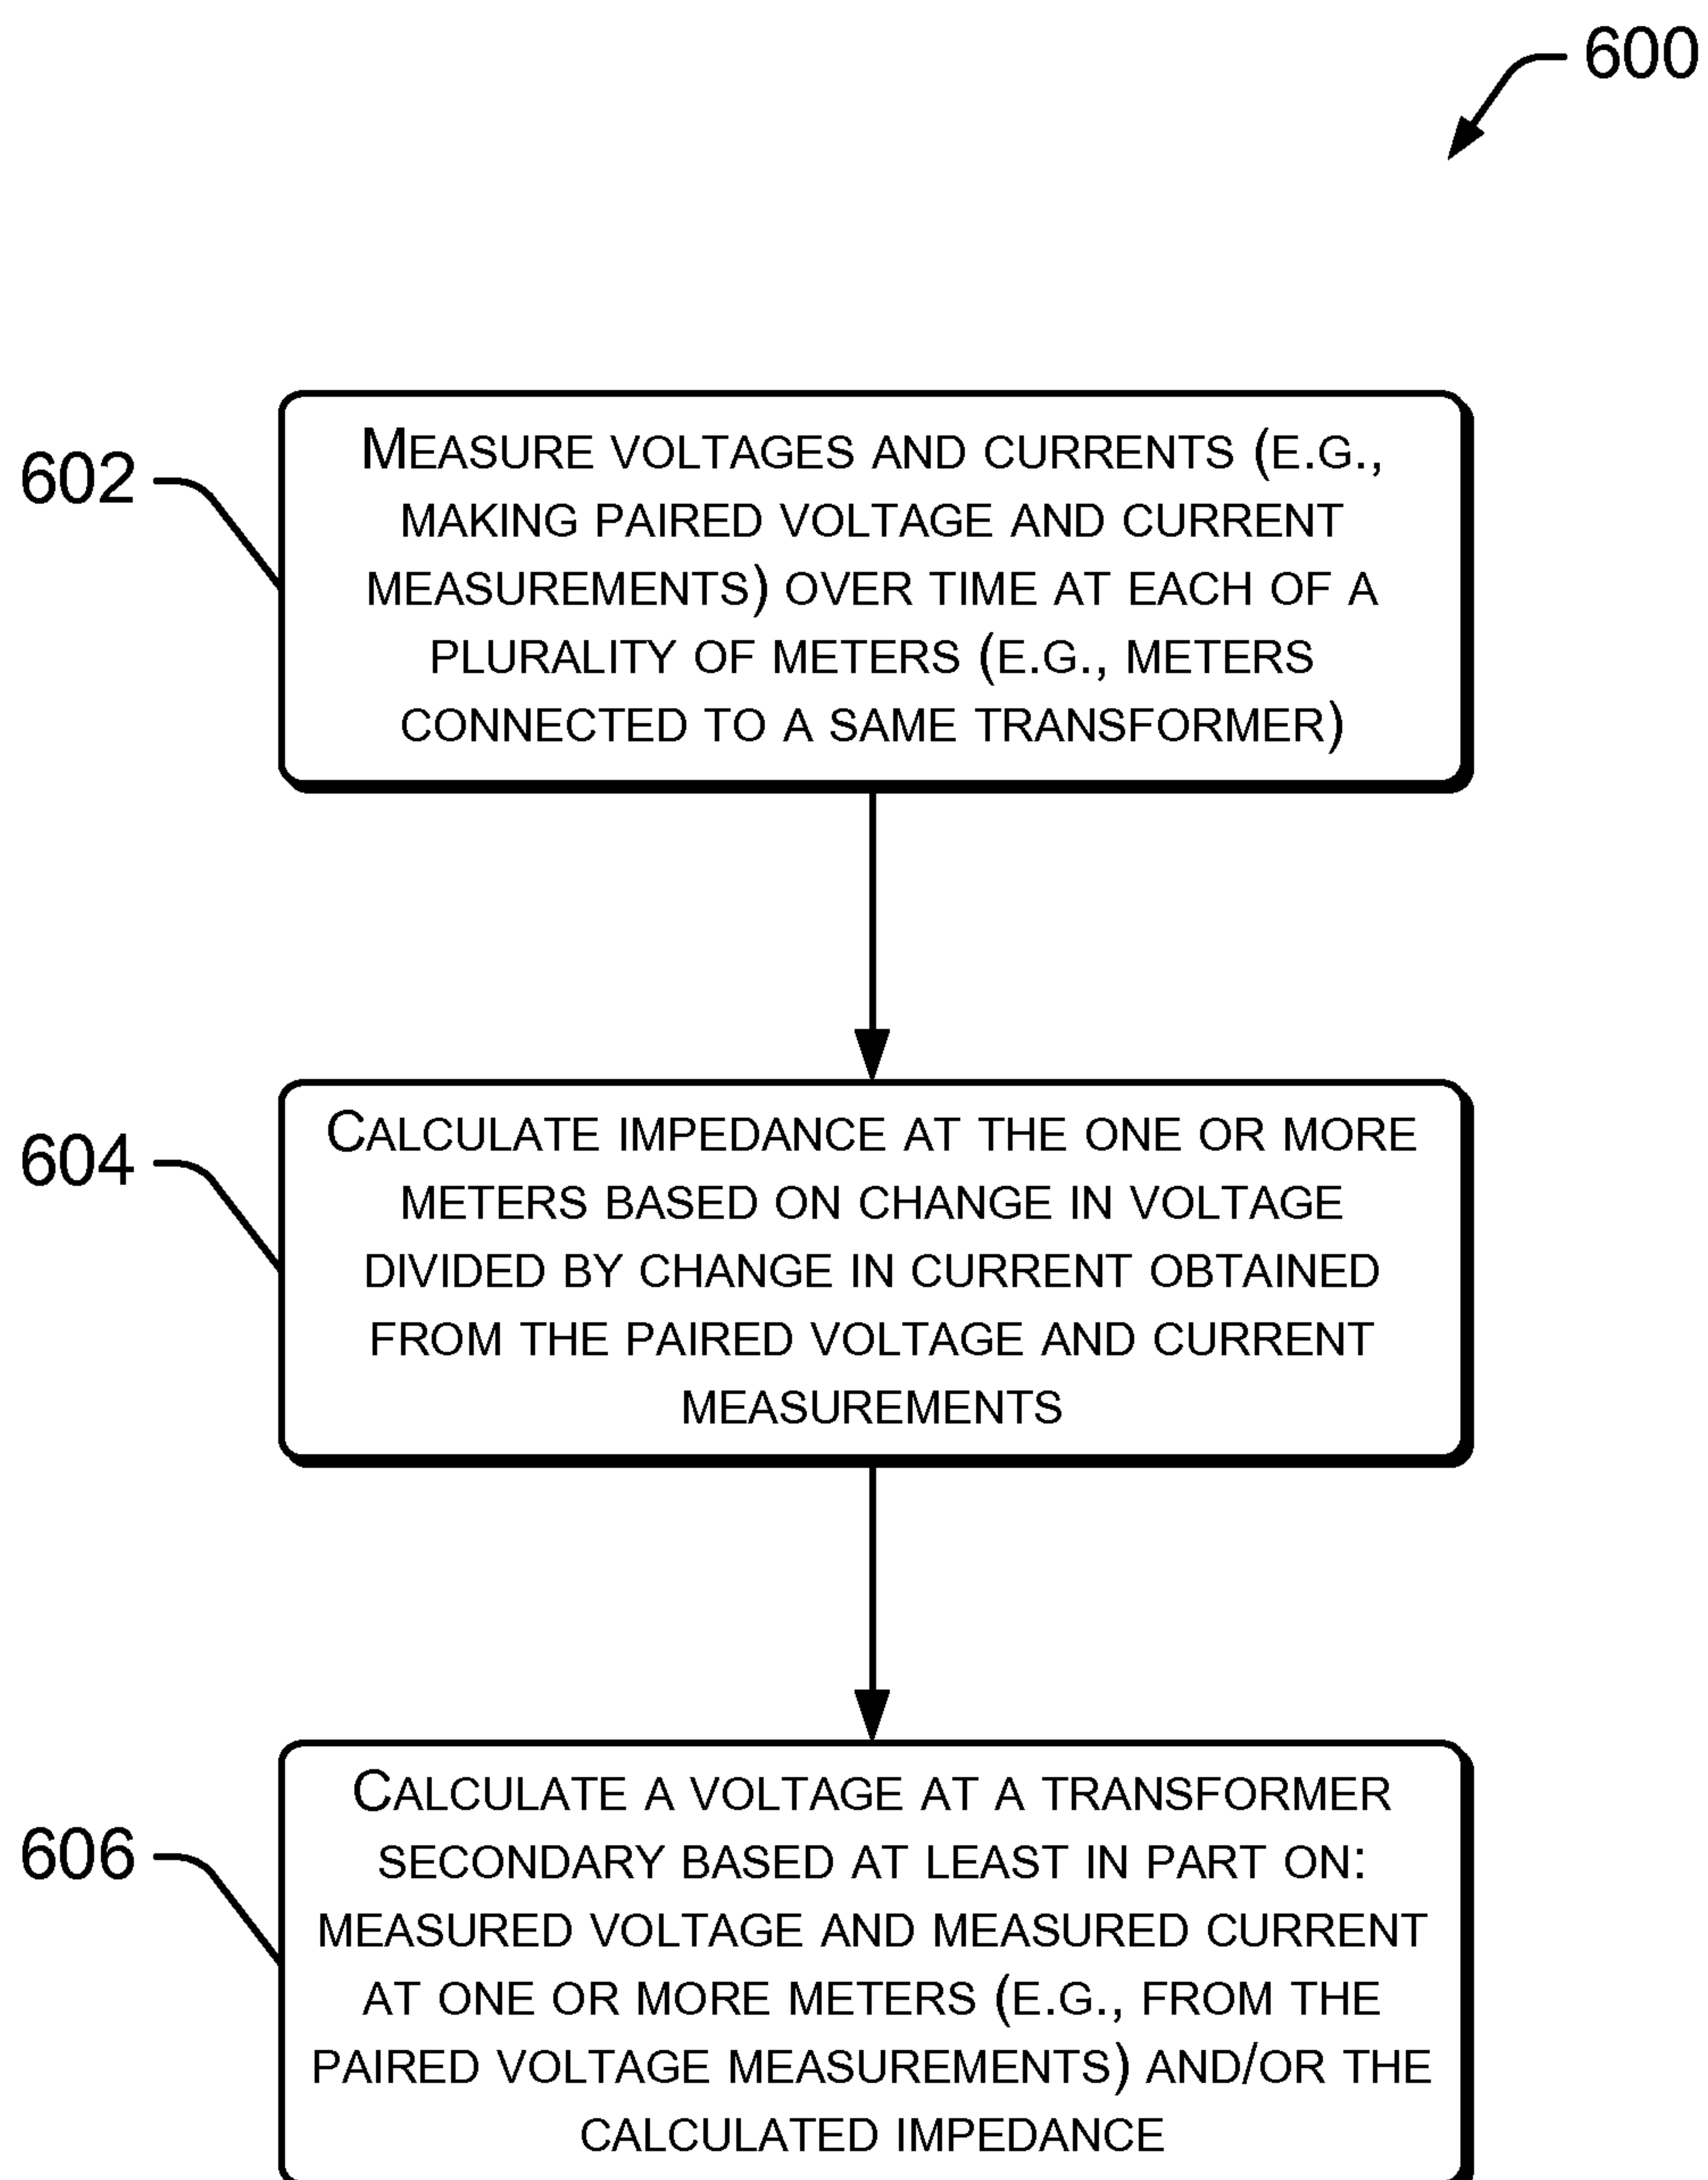 600
602
MEASURE VOLTAGES AND CURRENTS (E.G.,
MAKING PAIRED VOLTAGE AND CURRENT
MEASUREMENTS) OVER TIME AT EACH OF A
PLURALITY OF METERS (E.G., METERS
CONNECTED TO A SAME TRANSFORMER)
604
CALCULATE IMPEDANCE AT THE ONE OR MORE
METERS BASED ON CHANGE IN VOLTAGE
DIVIDED BY CHANGE IN CURRENT OBTAINED
FROM THE PAIRED VOLTAGE AND CURRENT
MEASUREMENTS
606
CALCULATE A VOLTAGE AT A TRANSFORMER
SECONDARY BASED AT LEAST IN PART ON:
MEASURED VOLTAGE AND MEASURED CURRENT
AT ONE OR MORE METERS (E.G., FROM THE
PAIRED VOLTAGE MEASUREMENTS) AND/OR THE
CALCULATED IMPEDANCE